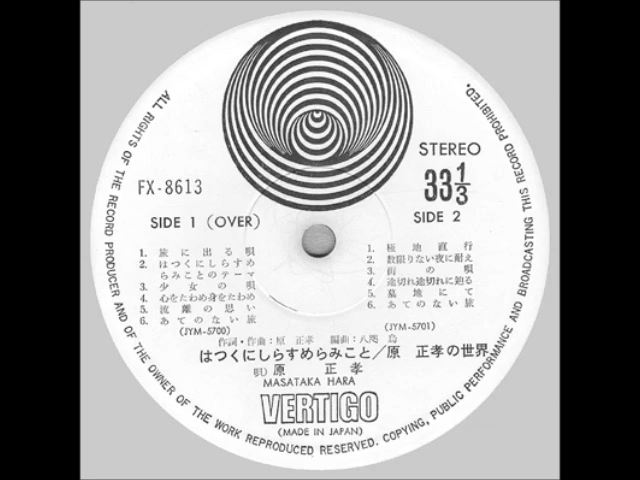 ALL RIGHTS OF THE RECORD PRODUCER AND OF THE OWNER OF THE WORK REPRODUCED RESERVED. COPYING, PUBLIC PERFORMANCE AND BROADCASTING THIS RECORD PROHIBITED.
STEREO
FX-8613
33 1/3
SIDE 1 (OVER)
SIDE 2
1. 旅に出る唄
2. はつくにしらすめらみことのテーマ
3. 少女の唄
4. 心をたわめ身をたわめ
5. 流離の思い
6. あてのない旅
(JYM-5700)
1. 極地直行
2. 数限りない夜に耐え
3. 街の唄
4. 途切れ途切れに辿る
5. 墓地にて
6. あてのない旅
(JYM-5701)
作詞・作曲：原 正孝 編曲：八咫 烏
はつくにしらすめらみこと／原 正孝の世界
唄) 原 正孝
MASATAKA HARA
VERTIGO
(MADE IN JAPAN)